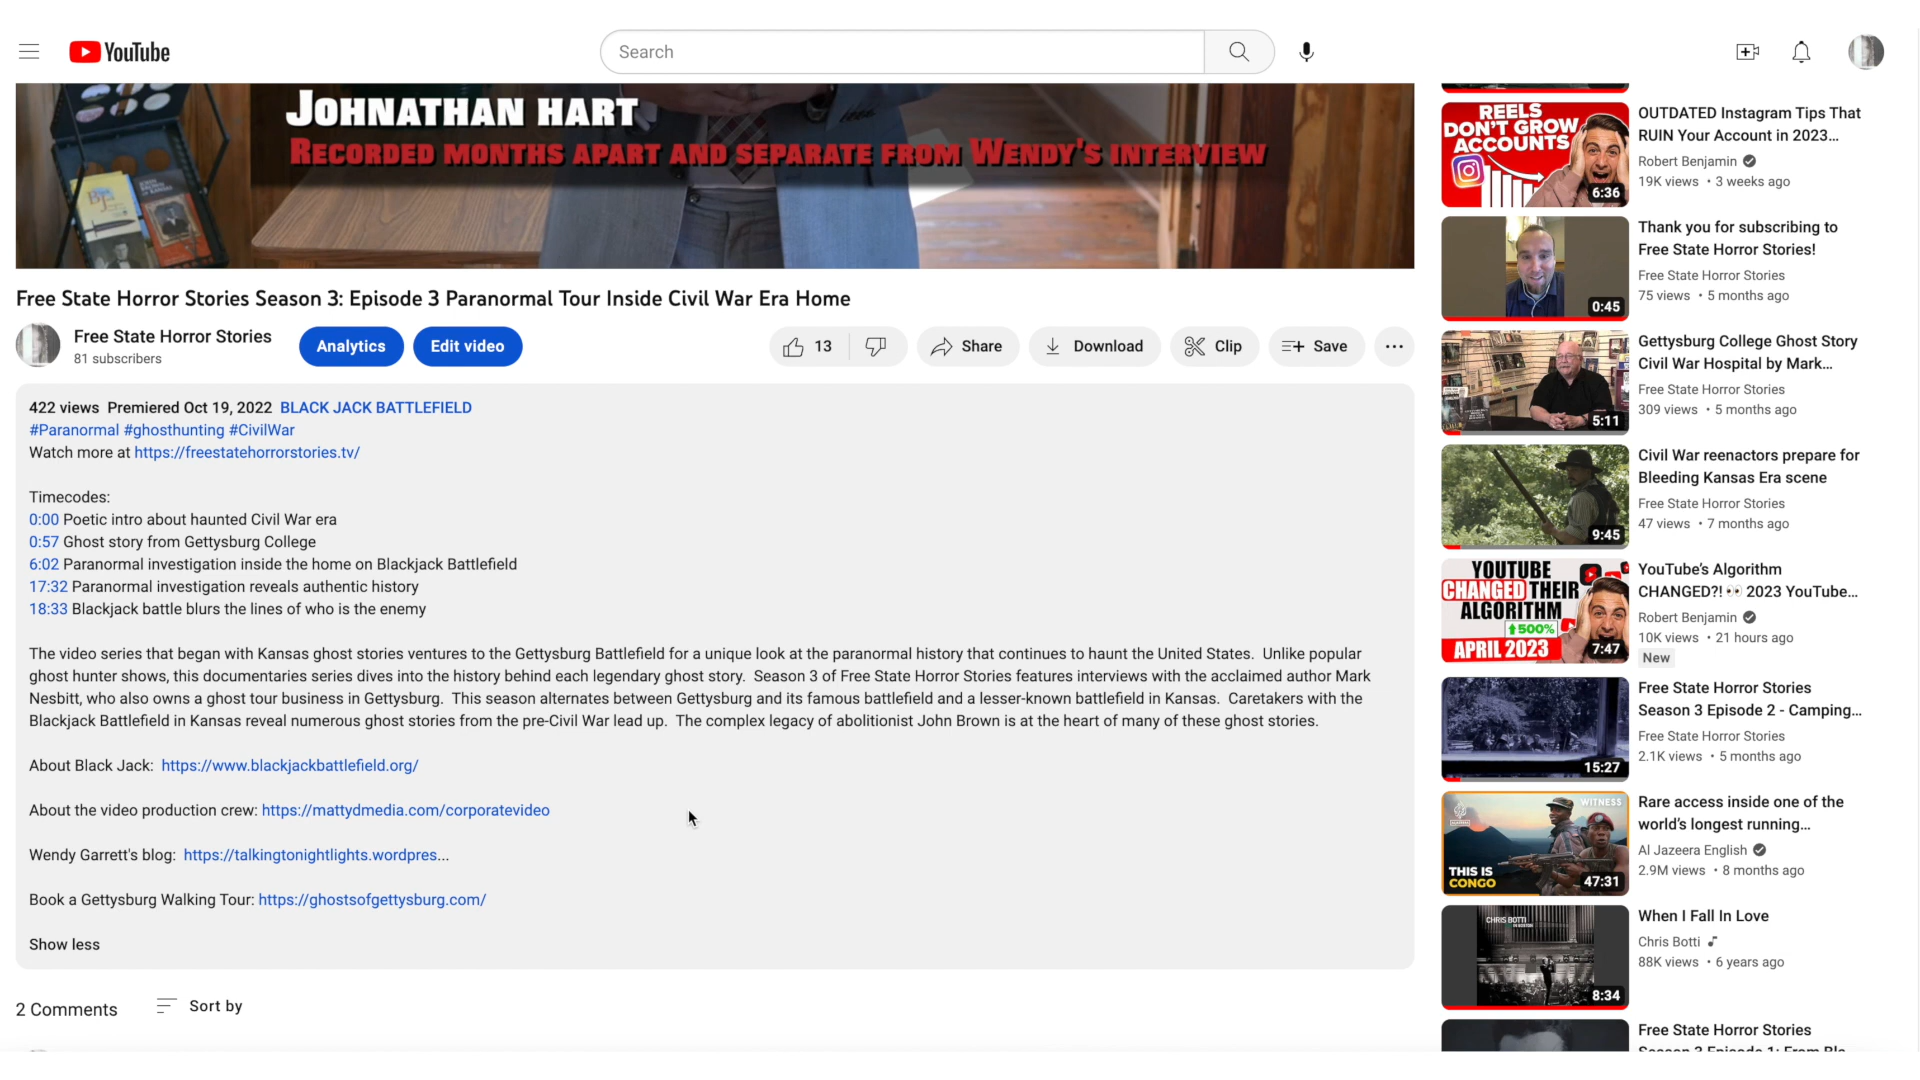 YouTube
Search
JOHNATHAN HART
RECORDED MONTHS APART AND SEPARATE FROM WENDY'S INTERVIEW
Free State Horror Stories Season 3: Episode 3 Paranormal Tour Inside Civil War Era Home
Free State Horror Stories
81 subscribers
Analytics
Edit video
13
Share
Download
Clip
Save
422 views Premiered Oct 19, 2022 BLACK JACK BATTLEFIELD
#Paranormal #ghosthunting #CivilWar
Watch more at https://freestatehorrorstories.tv/
Timecodes:
0:00 Poetic intro about haunted Civil War era
0:57 Ghost story from Gettysburg College
6:02 Paranormal investigation inside the home on Blackjack Battlefield
17:32 Paranormal investigation reveals authentic history
18:33 Blackjack battle blurs the lines of who is the enemy
The video series that began with Kansas ghost stories ventures to the Gettysburg Battlefield for a unique look at the paranormal history that continues to haunt the United States. Unlike popular
ghost hunter shows, this documentaries series dives into the history behind each legendary ghost story. Season 3 of Free State Horror Stories features interviews with the acclaimed author Mark
Nesbitt, who also owns a ghost tour business in Gettysburg. This season alternates between Gettysburg and its famous battlefield and a lesser-known battlefield in Kansas. Caretakers with the
Blackjack Battlefield in Kansas reveal numerous ghost stories from the pre-Civil War lead up. The complex legacy of abolitionist John Brown is at the heart of many of these ghost stories.
About Black Jack: https://www.blackjackbattlefield.org/
About the video production crew: https://mattydmedia.com/corporatevideo
Wendy Garrett's blog: https://talkingtonightlights.wordpres...
Book a Gettysburg Walking Tour: https://ghostsofgettysburg.com/
Show less
2 Comments
Sort by
REELS
DON'T GROW
ACCOUNTS
6:36
OUTDATED Instagram Tips That
RUIN Your Account in 2023...
Robert Benjamin
19K views • 3 weeks ago
0:45
Thank you for subscribing to
Free State Horror Stories!
Free State Horror Stories
75 views • 5 months ago
5:11
Gettysburg College Ghost Story
Civil War Hospital by Mark...
Free State Horror Stories
309 views • 5 months ago
9:45
Civil War reenactors prepare for
Bleeding Kansas Era scene
Free State Horror Stories
47 views • 7 months ago
YOUTUBE
CHANGED THEIR
ALGORITHM
500%
APRIL 2023
7:47
YouTube's Algorithm
CHANGED?! 👀 2023 YouTube...
Robert Benjamin
10K views • 21 hours ago
New
15:27
Free State Horror Stories
Season 3 Episode 2 - Camping...
Free State Horror Stories
2.1K views • 5 months ago
WITNESS
THIS IS
CONGO
47:31
Rare access inside one of the
world's longest running...
Al Jazeera English
2.9M views • 8 months ago
CHRIS BOTTI
8:34
When I Fall In Love
Chris Botti
88K views • 6 years ago
Free State Horror Stories
Season 3 Episode 1: From Ble...